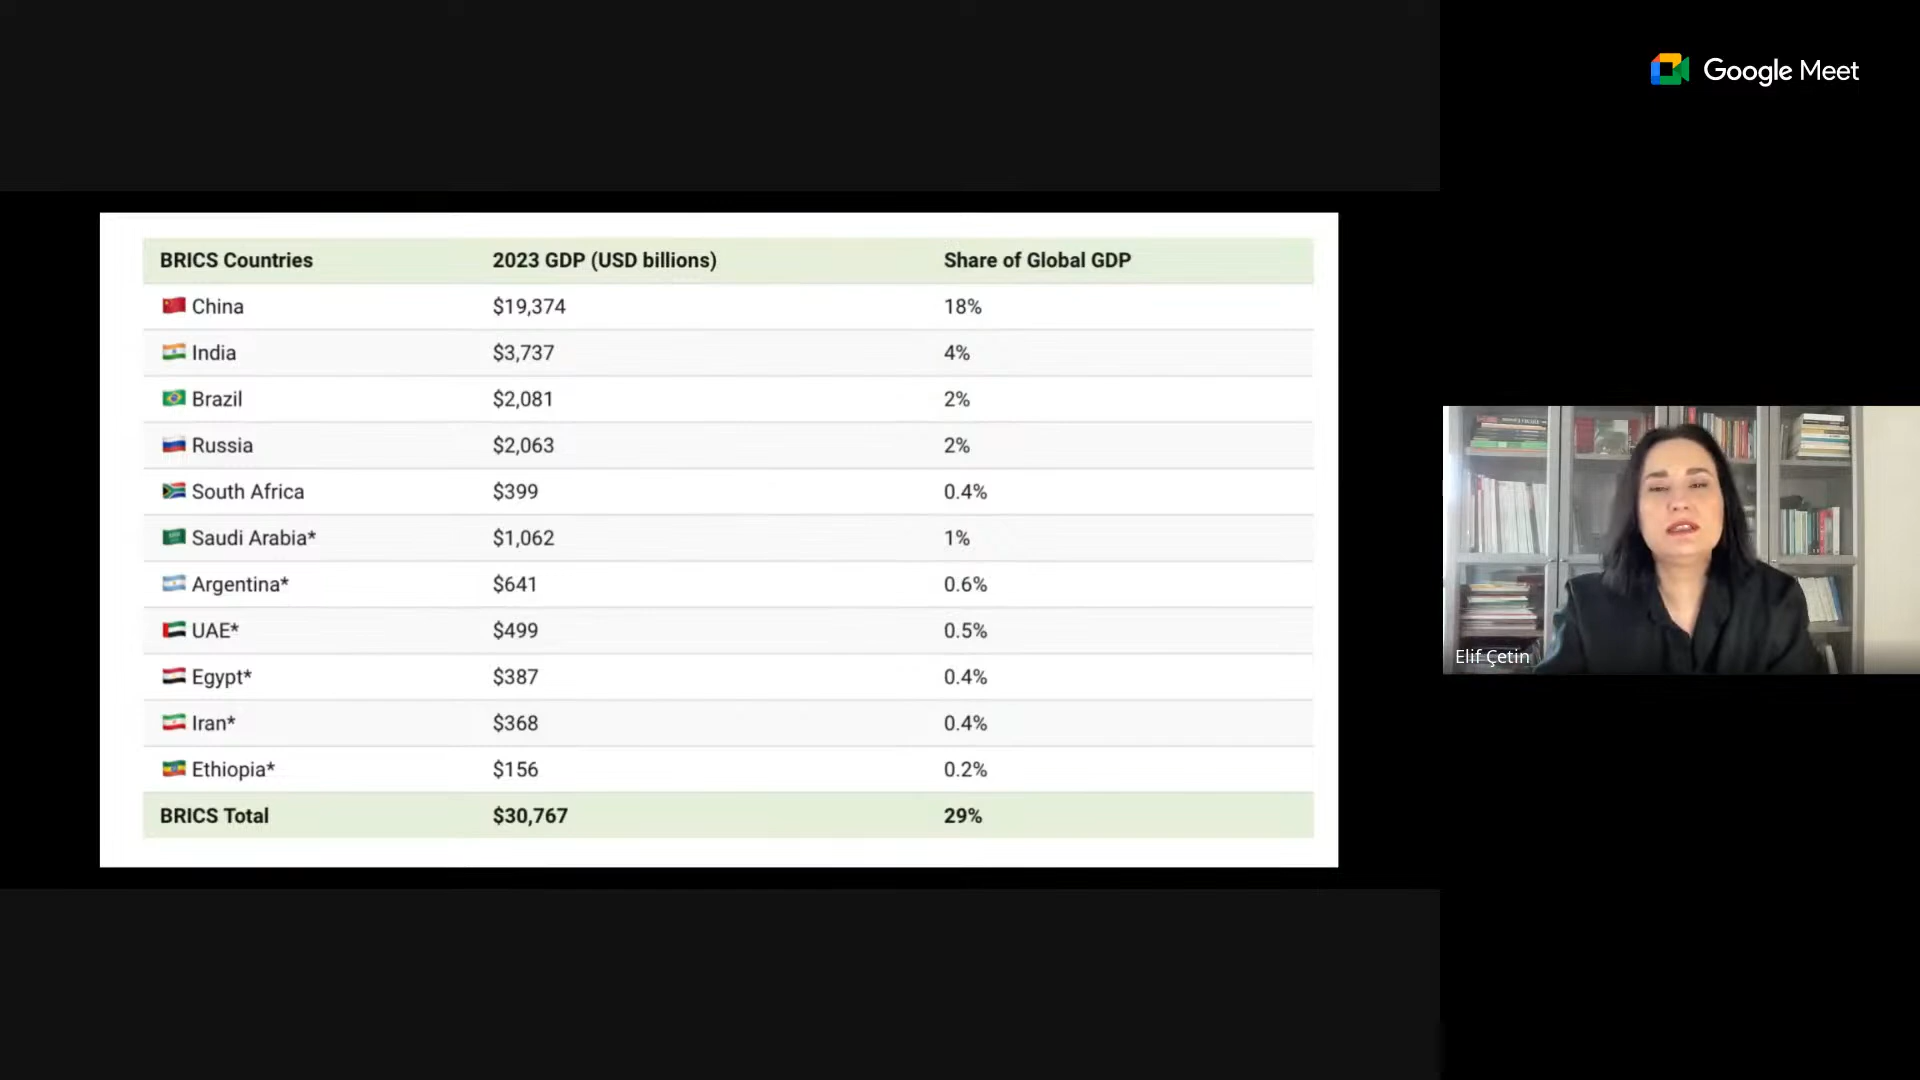 Google Meet
BRICS Countries 2023 GDP (USD billions) Share of Global GDP
China $19,374 18%
India $3,737 4%
Brazil $2,081 2%
Russia $2,063 2%
South Africa $399 0.4%
Saudi Arabia* $1,062 1%
Argentina* $641 0.6%
UAE* $499 0.5%
Egypt* $387 0.4%
Iran* $368 0.4%
Ethiopia* $156 0.2%
BRICS Total $30,767 29%
Elif Çetin